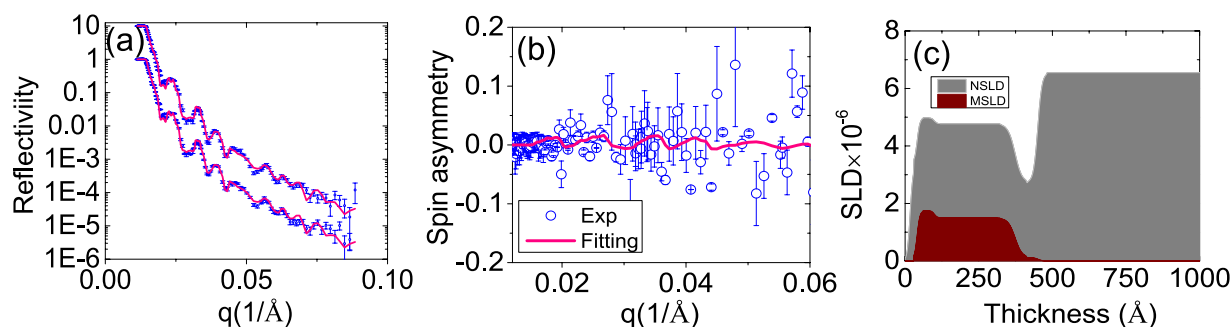 (a)
Reflectiviity
10
1
0.1
0.01
1E-3
1E-4
1E-5
1E-6
0.00
0.05
0.10
q(1/Å)
(b)
Spin asymmetry
0.2
0.1
0.0
-0.1
-0.2
Exp
Fitting
0.02
0.04
0.06
q(1/Å)
(c)
SLD×10⁻⁶
8
6
4
2
0
NSLD
MSLD
0
250
500
750
1000
Thickness (Å)